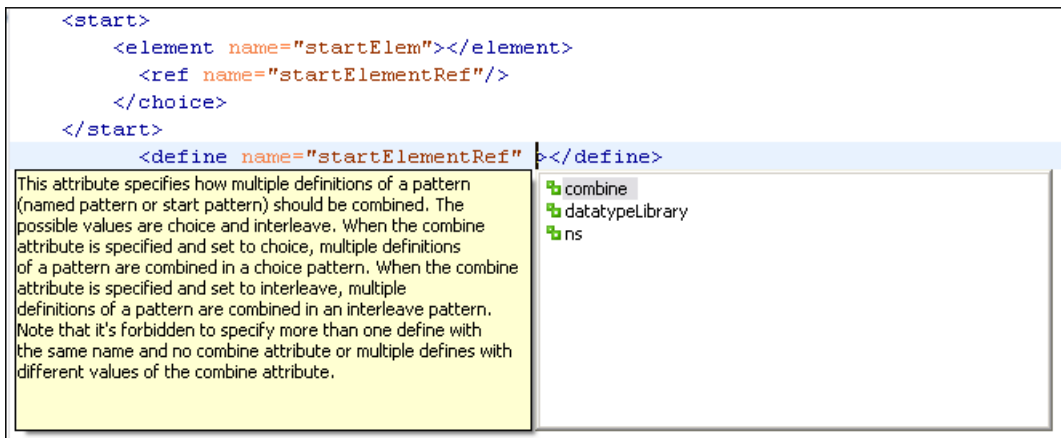 <start>
<element name="startElem"></element>
<ref name="startElementRef"/>
</choice>
</start>
<define name="startElementRef" ></define>
This attribute specifies how multiple definitions of a pattern
(named pattern or start pattern) should be combined. The
possible values are choice and interleave. When the combine
attribute is specified and set to choice, multiple definitions
of a pattern are combined in a choice pattern. When the combine
attribute is specified and set to interleave, multiple
definitions of a pattern are combined in an interleave pattern.
Note that it's forbidden to specify more than one define with
the same name and no combine attribute or multiple defines with
different values of the combine attribute.
combine
datatypeLibrary
ns